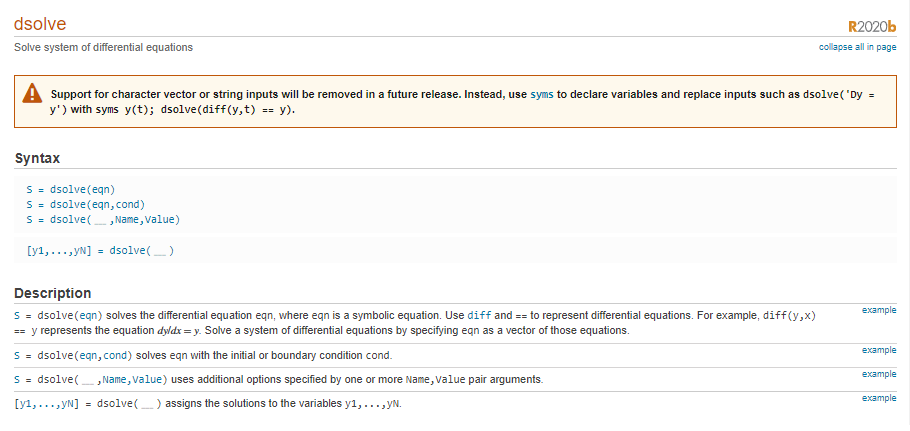 dsolve
R2020b
Solve system of differential equations
collapse all in page
Support for character vector or string inputs will be removed in a future release. Instead, use syms to declare variables and replace inputs such as dsolve('Dy =
y') with syms y(t); dsolve(diff(y,t) == y).
Syntax
S = dsolve(eqn)
S = dsolve(eqn,cond)
S = dsolve(__,Name,Value)
[y1,...,yN] = dsolve(__)
Description
S = dsolve(eqn) solves the differential equation eqn, where eqn is a symbolic equation. Use diff and == to represent differential equations. For example, diff(y,x)
example
== y represents the equation dy/dx = y. Solve a system of differential equations by specifying eqn as a vector of those equations.
S = dsolve(eqn,cond) solves eqn with the initial or boundary condition cond.
example
S = dsolve(__,Name,Value) uses additional options specified by one or more Name,Value pair arguments.
example
[y1,...,yN] = dsolve(__) assigns the solutions to the variables y1,...,yN.
example